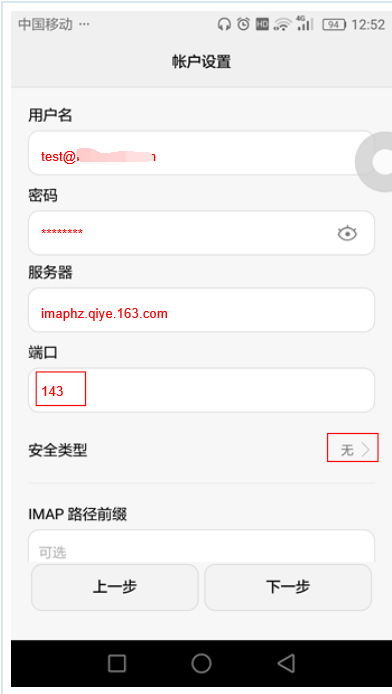 中国移动 ···
HD 4G 94 12:52
帐户设置
用户名
test@
密码
********
服务器
imaphz.qiye.163.com
端口
143
安全类型
无
IMAP 路径前缀
可选
上一步
下一步